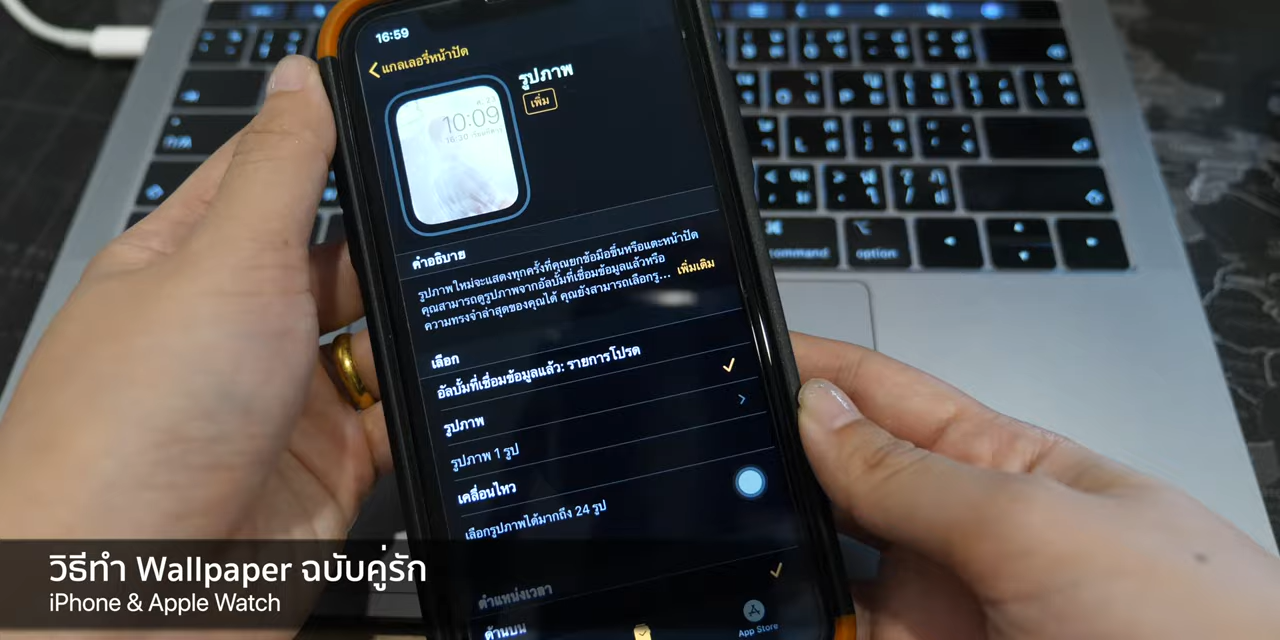 16:59
แกลเลอรี่หน้าปัด
รูปภาพ
เพิ่ม
10:09
คำอธิบาย
รูปภาพใหม่จะแสดงทุกครั้งที่คุณยกข้อมือขึ้นหรือแตะหน้าปัด
คุณสามารถดูรูปภาพจากอัลบั้มที่เชื่อมข้อมูลแล้วหรือ
ความทรงจำล่าสุดของคุณได้ คุณยังสามารถเลือกรู... เพิ่มเติม
เลือก
อัลบั้มที่เชื่อมข้อมูลแล้ว: รายการโปรด
รูปภาพ
รูปภาพ 1 รูป
เคลื่อนไหว
เลือกรูปภาพได้มากถึง 24 รูป
ตำแหน่งเวลา
ด้านบน
App Store
command
option
วิธีทำ Wallpaper ฉบับคู่รัก
iPhone & Apple Watch